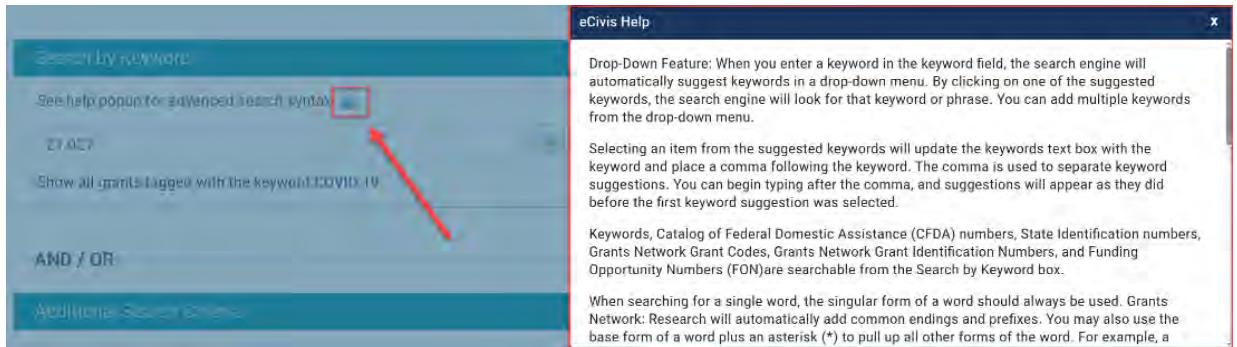 Search by Keyword
See help popup for advanced search syntax
27.027
Show all grants tagged with the keyword COVID-19
AND / OR
Additional Search Criteria
eCivis Help
x
Drop-Down Feature: When you enter a keyword in the keyword field, the search engine will
automatically suggest keywords in a drop-down menu. By clicking on one of the suggested
keywords, the search engine will look for that keyword or phrase. You can add multiple keywords
from the drop-down menu.
Selecting an item from the suggested keywords will update the keywords text box with the
keyword and place a comma following the keyword. The comma is used to separate keyword
suggestions. You can begin typing after the comma, and suggestions will appear as they did
before the first keyword suggestion was selected.
Keywords, Catalog of Federal Domestic Assistance (CFDA) numbers, State Identification numbers,
Grants Network Grant Codes, Grants Network Grant Identification Numbers, and Funding
Opportunity Numbers (FON)are searchable from the Search by Keyword box.
When searching for a single word, the singular form of a word should always be used. Grants
Network: Research will automatically add common endings and prefixes. You may also use the
base form of a word plus an asterisk (*) to pull up all other forms of the word. For example, a